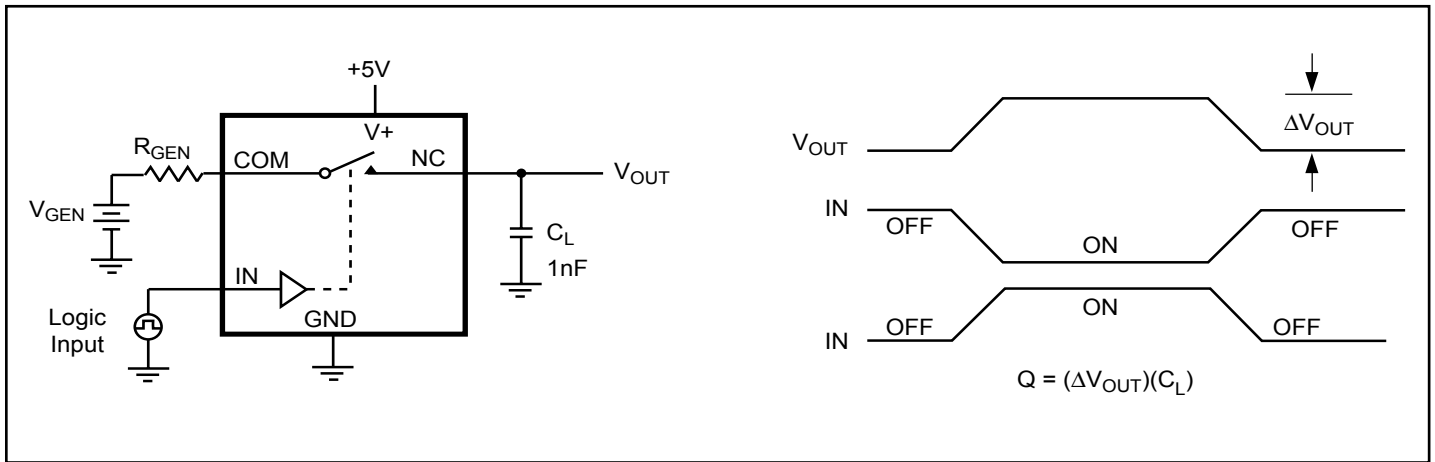 +5V
V+
RGEN
COM
NC
VOUT
VGEN
CL
1nF
IN
Logic
Input
GND
VOUT
ΔVOUT
IN
OFF
ON
OFF
IN
OFF
ON
OFF
Q = (ΔVOUT)(CL)